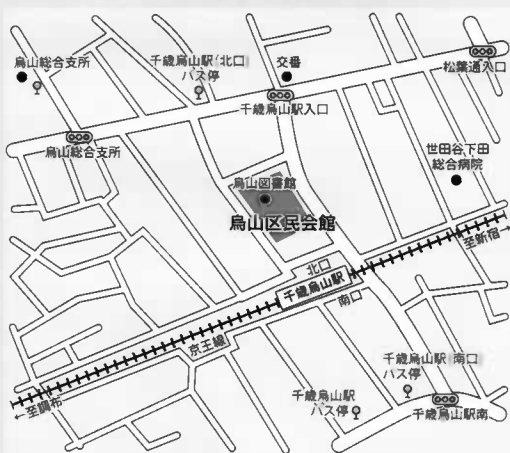 烏山総合支所
千歳烏山駅(北口)
バス停
交番
松葉通入口
千歳烏山駅入口
烏山総合支所
世田谷下田
総合病院
烏山図書館
烏山区民会館
至新宿→
北口
千歳烏山駅
南口
京王線
←至調布
千歳烏山駅(南口)
バス停
千歳烏山駅
バス停
千歳烏山駅南